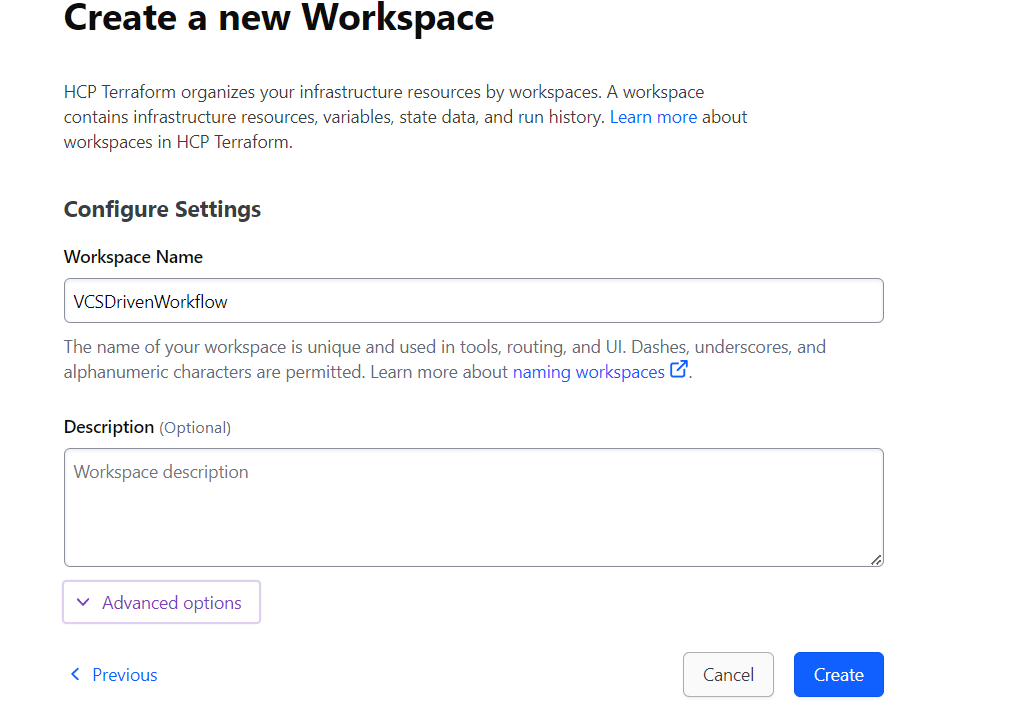 Create a new Workspace
HCP Terraform organizes your infrastructure resources by workspaces. A workspace
contains infrastructure resources, variables, state data, and run history. Learn more about
workspaces in HCP Terraform.
Configure Settings
Workspace Name
VCSDrivenWorkflow
The name of your workspace is unique and used in tools, routing, and UI. Dashes, underscores, and
alphanumeric characters are permitted. Learn more about naming workspaces.
Description (Optional)
Workspace description
Advanced options
Previous
Cancel
Create